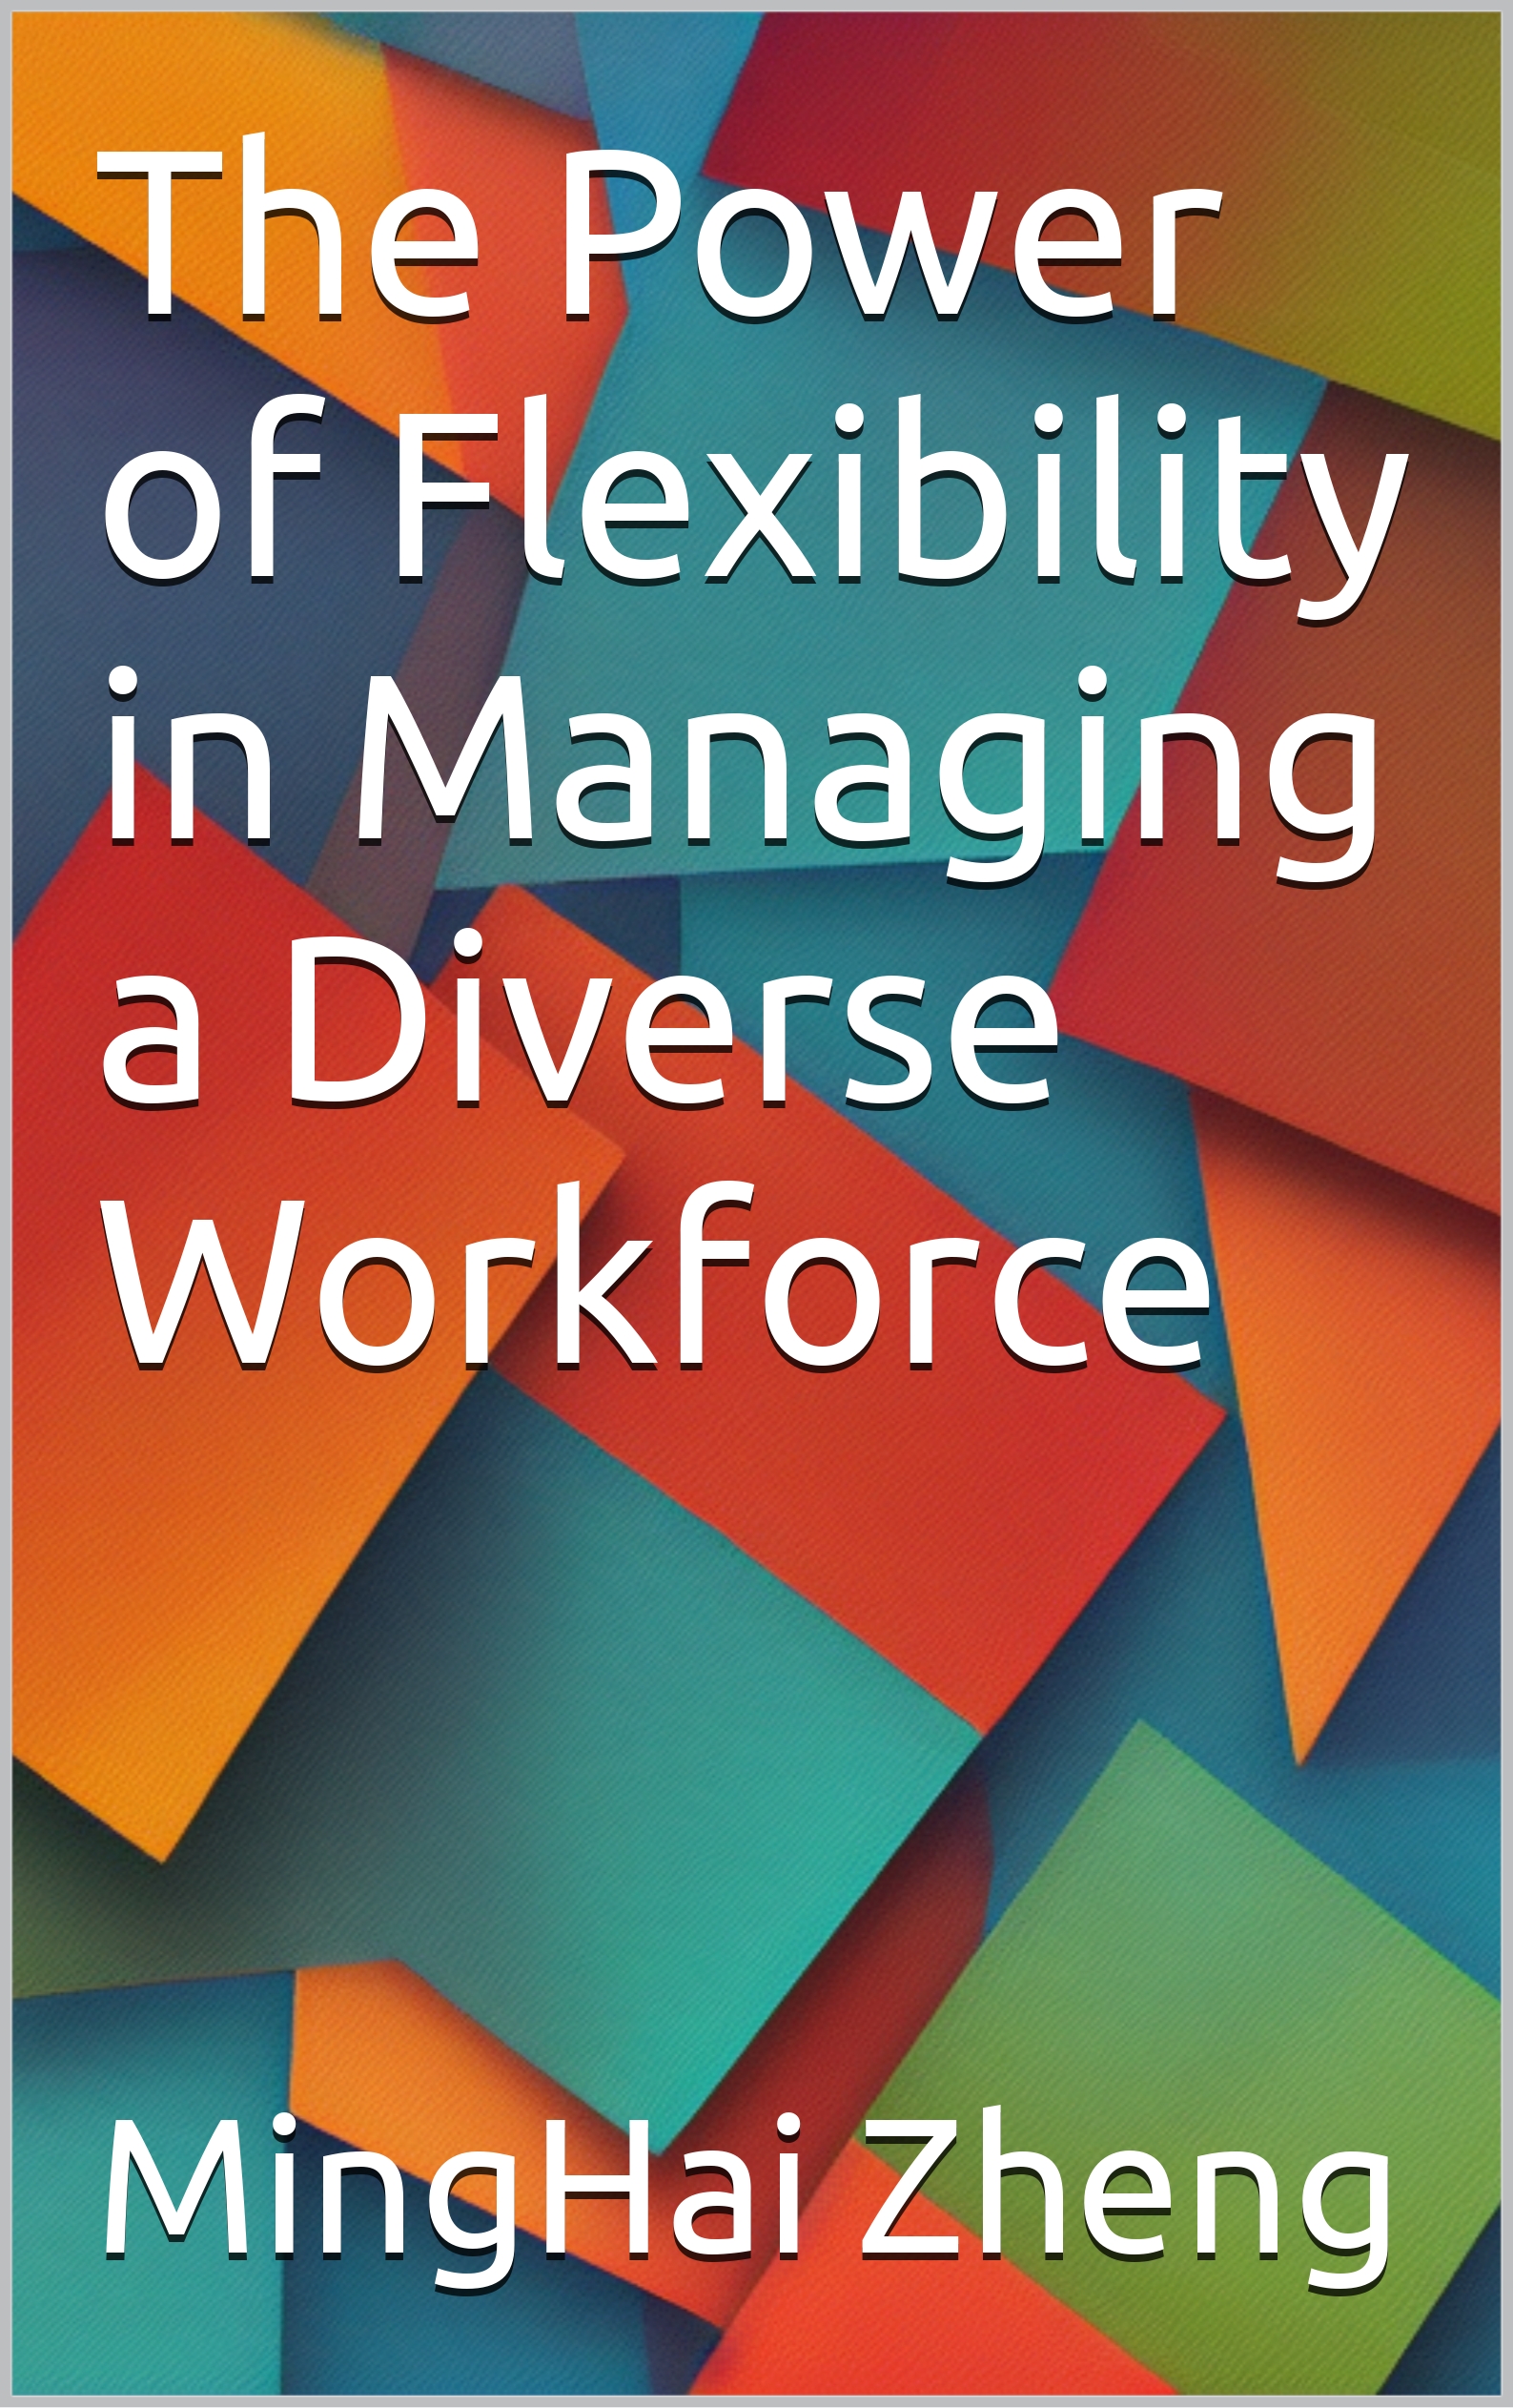 The Power
of Flexibility
in Managing
a Diverse
Workforce
MingHai Zheng